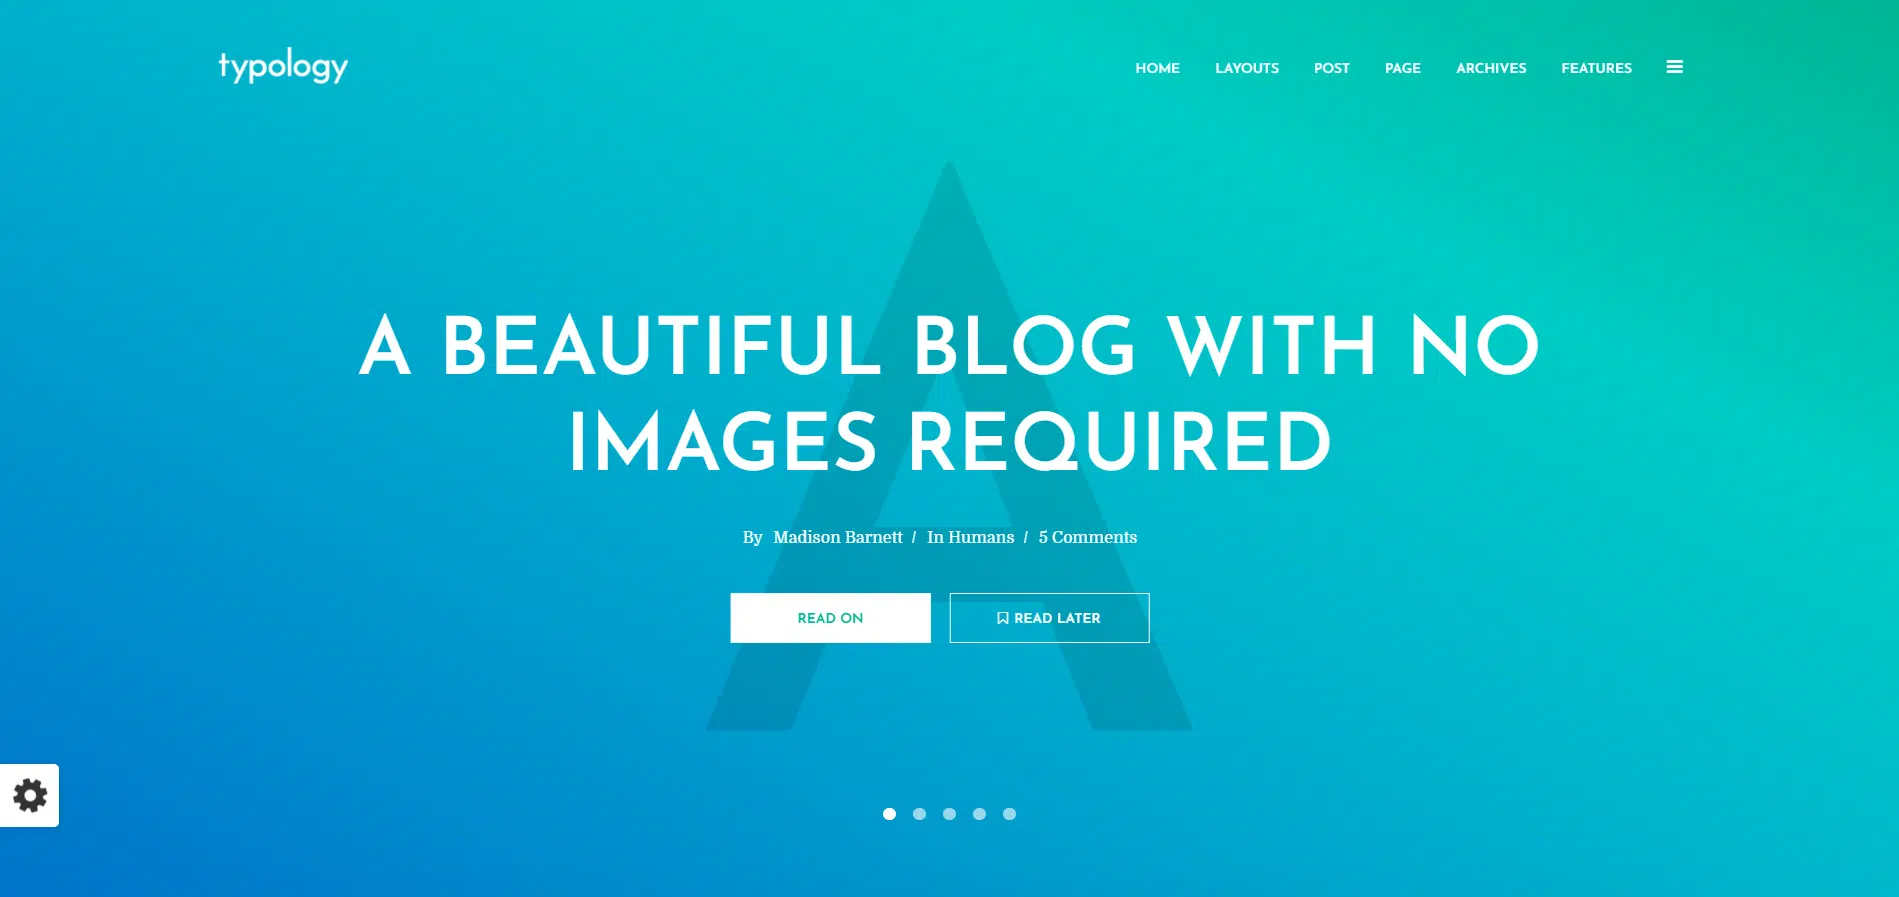 typology
HOME LAYOUTS POST PAGE ARCHIVES FEATURES
A
A BEAUTIFUL BLOG WITH NO
IMAGES REQUIRED
By Madison Barnett / In Humans / 5 Comments
READ ON READ LATER